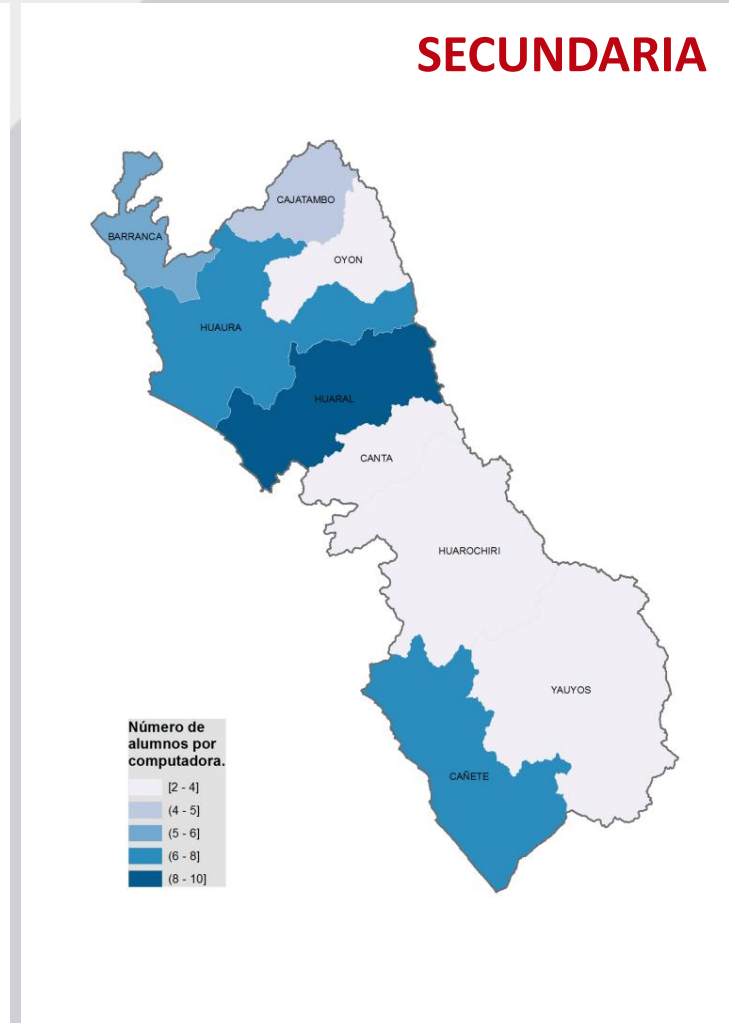 SECUNDARIA
CAJATAMBO
BARRANCA
OYON
HUAURA
HUARAL
CANTA
HUAROCHIRI
YAUYOS
CAÑETE
Número de
alumnos por
computadora.
[2 - 4]
(4 - 5]
(5 - 6]
(6 - 8]
(8 - 10]